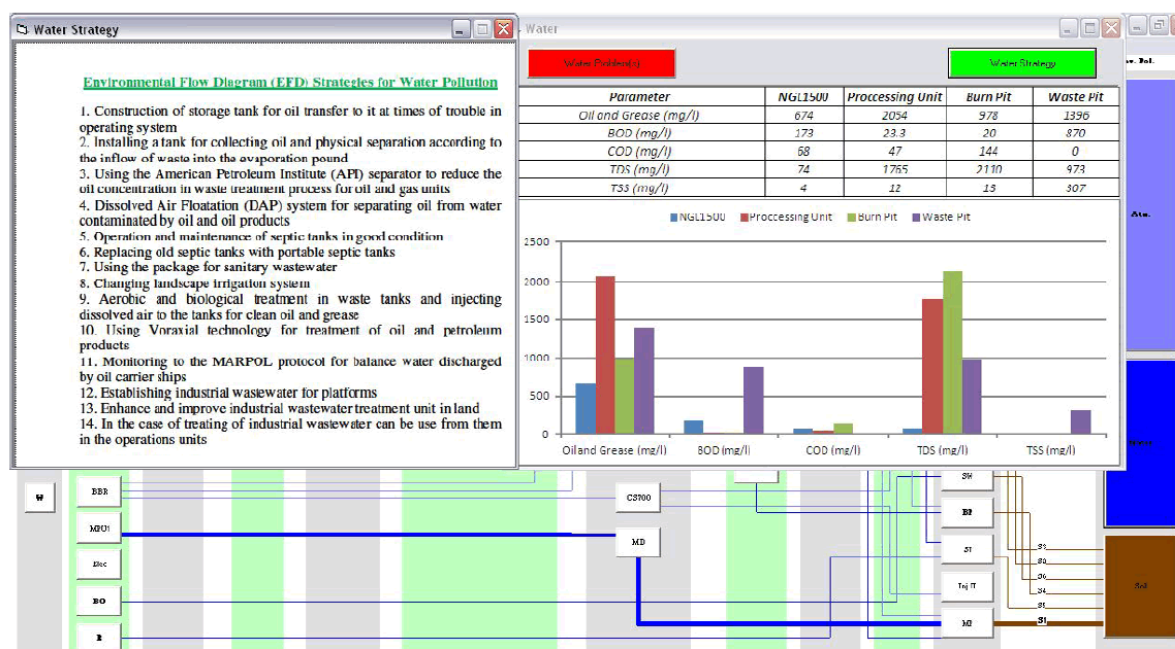 Water Strategy
Environmental Flow Diagram (EFD) Strategies for Water Pollution
1. Construction of storage tank for oil transfer to it at times of trouble in
operating system
2. Installing a tank for collecting oil and physical separation according to
the inflow of waste into the evaporation pound
3. Using the American Petroleum Institute (API) separator to reduce the
oil concentration in waste treatment process for oil and gas units
4. Dissolved Air Floatation (DAP) system for separating oil from water
contaminated by oil and oil products
5. Operation and maintenance of septic tanks in good condition
6. Replacing old septic tanks with portable septic tanks
7. Using the package for sanitary wastewater
8. Changing landscape irrigation system
9. Aerobic and biological treatment in waste tanks and injecting
dissolved air to the tanks for clean oil and grease
10. Using Voraxial technology for treatment of oil and petroleum
products
11. Monitoring to the MARPOL protocol for balance water discharged
by oil carrier ships
12. Establishing industrial wastewater for platforms
13. Enhance and improve industrial wastewater treatment unit in land
14. In the case of treating of industrial wastewater can be use from them
in the operations units
Water
Water Problem(s)
Water Strategy
Parameter NGL1500 Proccessing Unit Burn Pit Waste Pit
Oil and Grease (mg/l) 674 2054 978 1396
BOD (mg/l) 173 23.3 20 870
COD (mg/l) 68 47 144 0
TDS (mg/l) 74 1765 2110 973
TSS (mg/l) 4 12 15 307
NGL1500 Proccessing Unit Burn Pit Waste Pit
2500
2000
1500
1000
500
0
Oil and Grease (mg/l) BOD (mg/l) COD (mg/l) TDS (mg/l) TSS (mg/l)
W
BBR
BO
R
CS700
MD
SW
BP
ST
Inj IT
MI
S4
S1
Soil